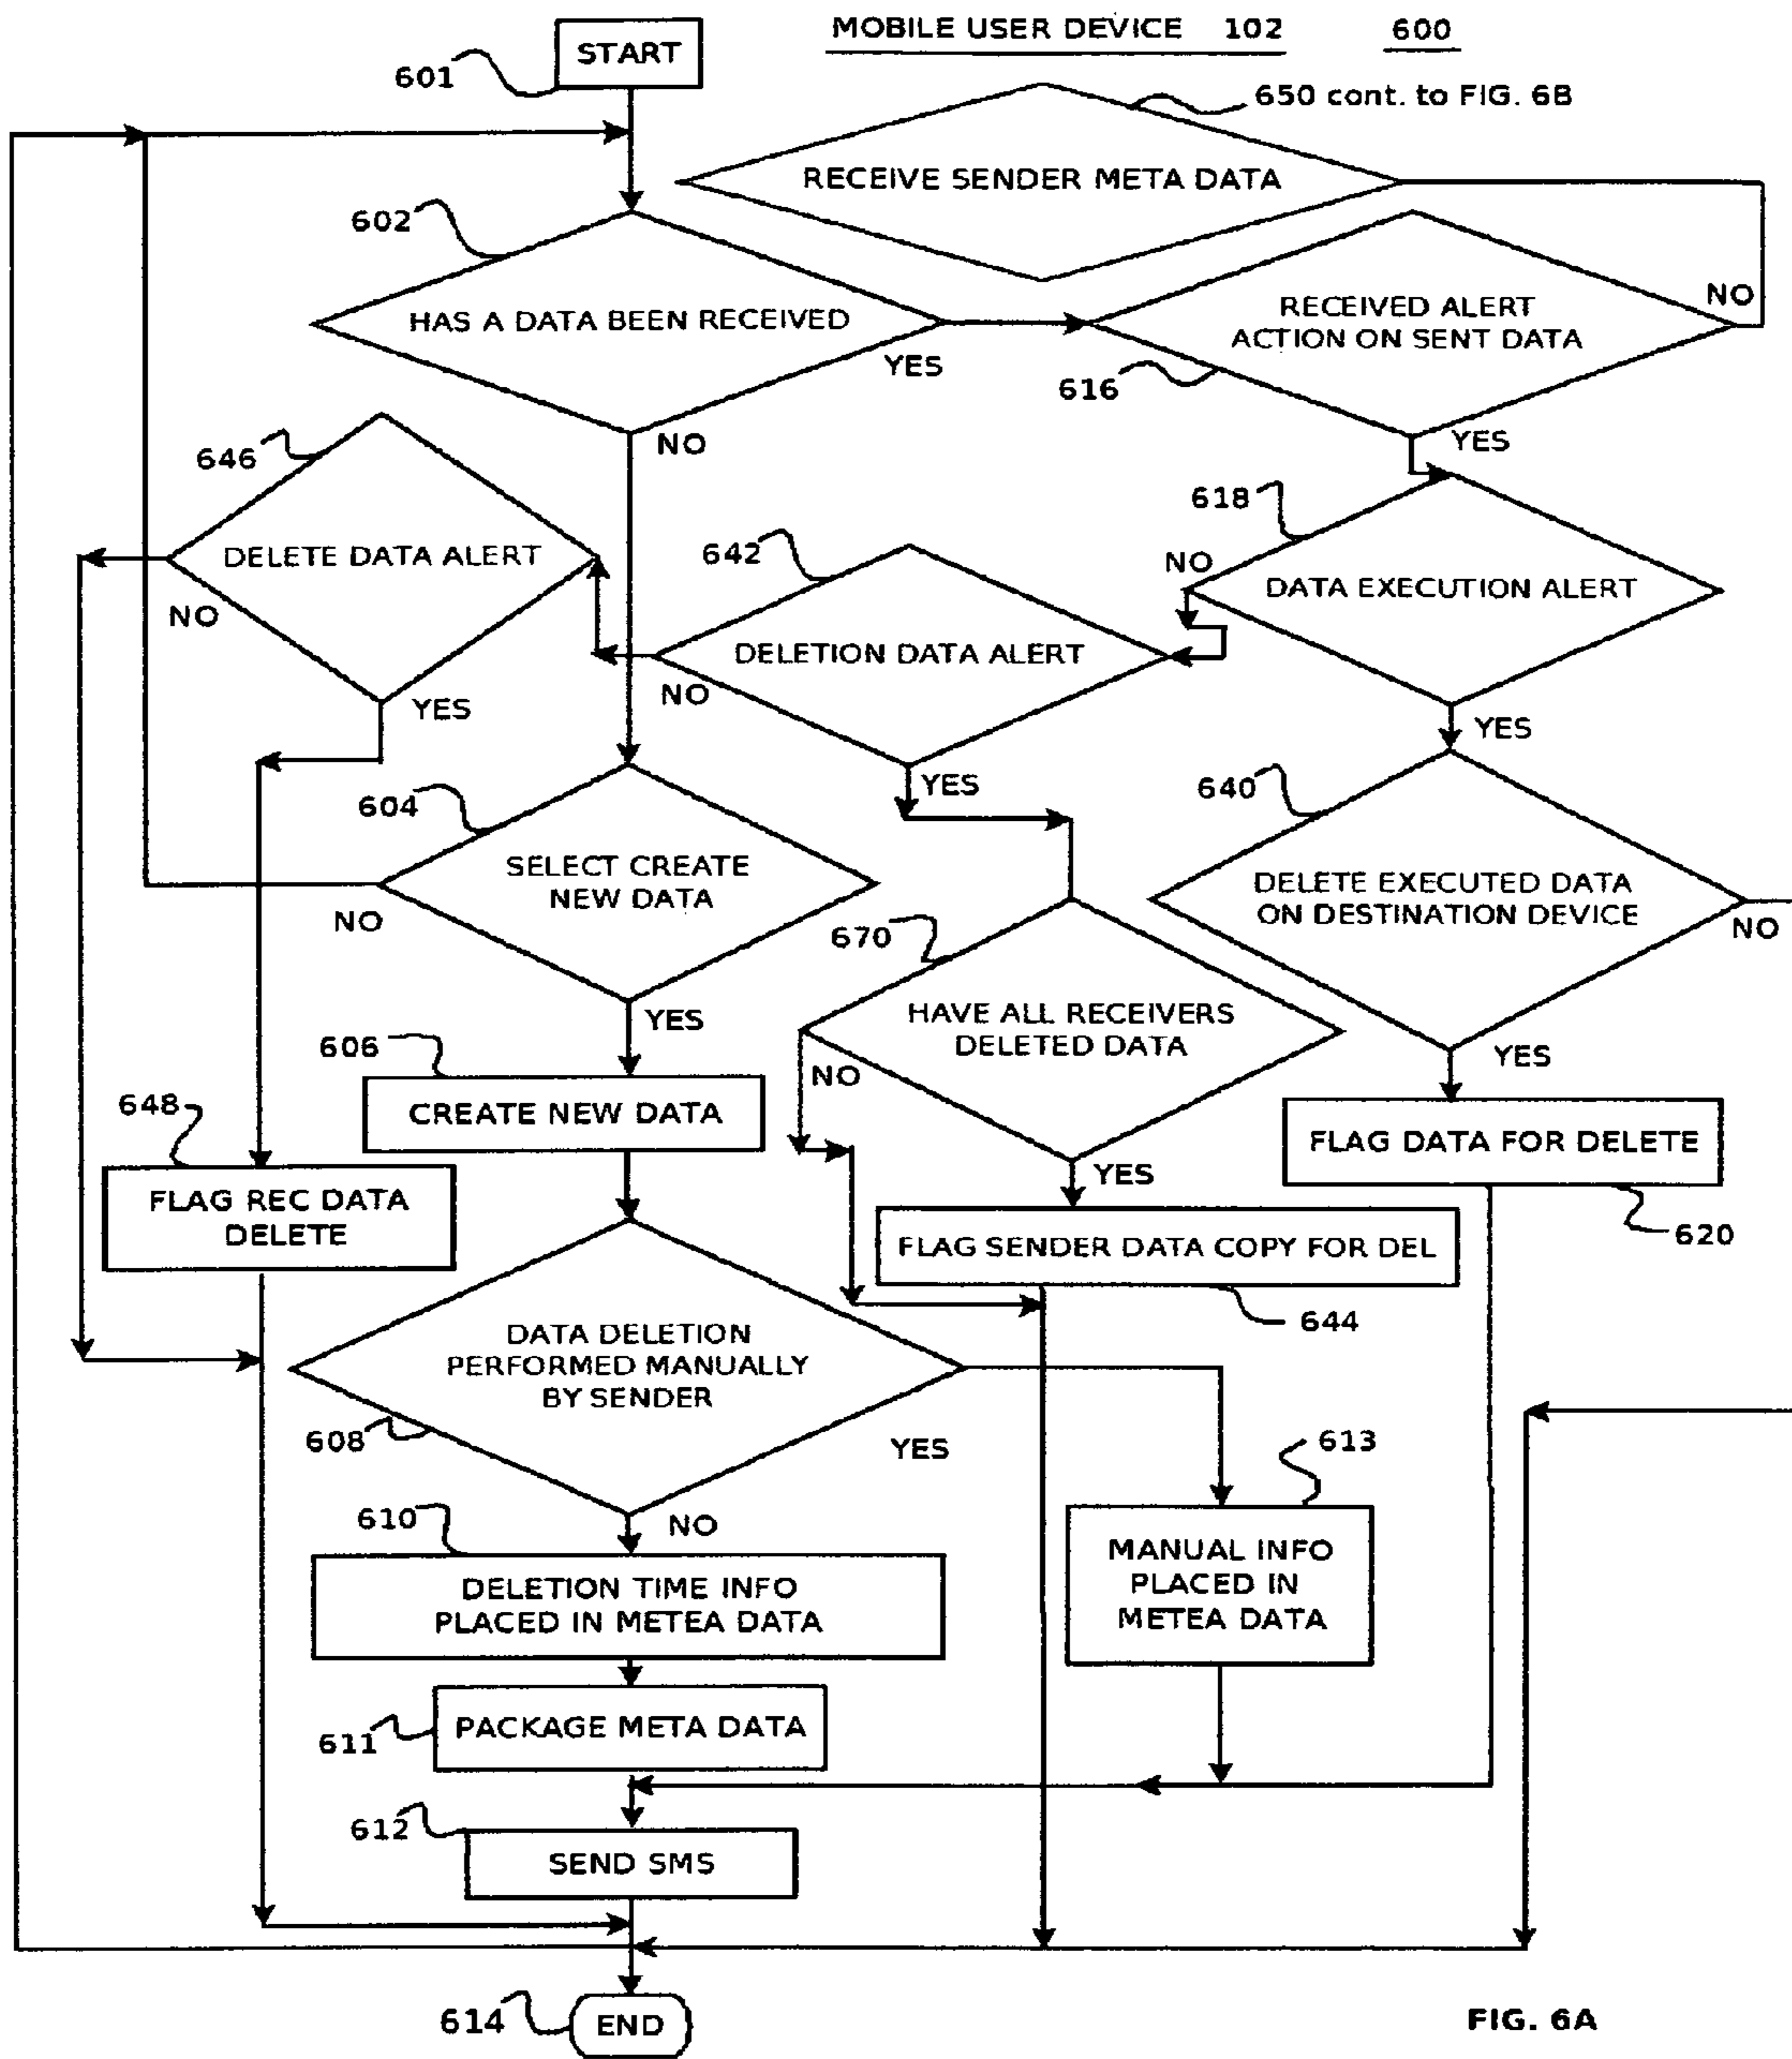 MOBILE USER DEVICE 102 600
START
601
650 cont. to FIG. 6B
RECEIVE SENDER META DATA
602
HAS A DATA BEEN RECEIVED
YES
NO
RECEIVED ALERT
ACTION ON SENT DATA
NO
616
YES
646
DELETE DATA ALERT
NO
YES
642
DELETION DATA ALERT
NO
YES
618
NO
DATA EXECUTION ALERT
YES
604
SELECT CREATE
NEW DATA
NO
YES
640
DELETE EXECUTED DATA
ON DESTINATION DEVICE
NO
YES
670
HAVE ALL RECEIVERS
DELETED DATA
NO
YES
606
CREATE NEW DATA
648
FLAG REC DATA
DELETE
FLAG DATA FOR DELETE
620
FLAG SENDER DATA COPY FOR DEL
644
DATA DELETION
PERFORMED MANUALLY
BY SENDER
608
YES
NO
613
MANUAL INFO
PLACED IN
METEA DATA
610
DELETION TIME INFO
PLACED IN METEA DATA
611
PACKAGE META DATA
612
SEND SMS
614
END
FIG. 6A